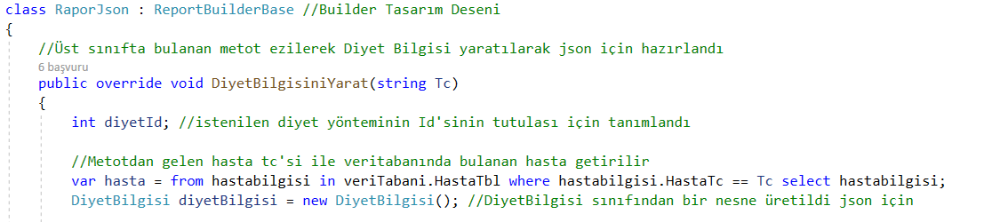 class RaporJson : ReportBuilderBase //Builder Tasarım Deseni
{
//Üst sınıfta bulanan metot ezilerek Diyet Bilgisi yaratılarak json için hazırlandı
6 başvuru
public override void DiyetBilgisiniYarat(string Tc)
{
int diyetId; //istenilen diyet yönteminin Id'sinin tutulası için tanımlandı
//Metotdan gelen hasta tc'si ile veritabanında bulanan hasta getirilir
var hasta = from hastabilgisi in veriTabani.HastaTbl where hastabilgisi.HastaTc == Tc select hastabilgisi;
DiyetBilgisi diyetBilgisi = new DiyetBilgisi(); //DiyetBilgisi sınıfından bir nesne üretildi json için